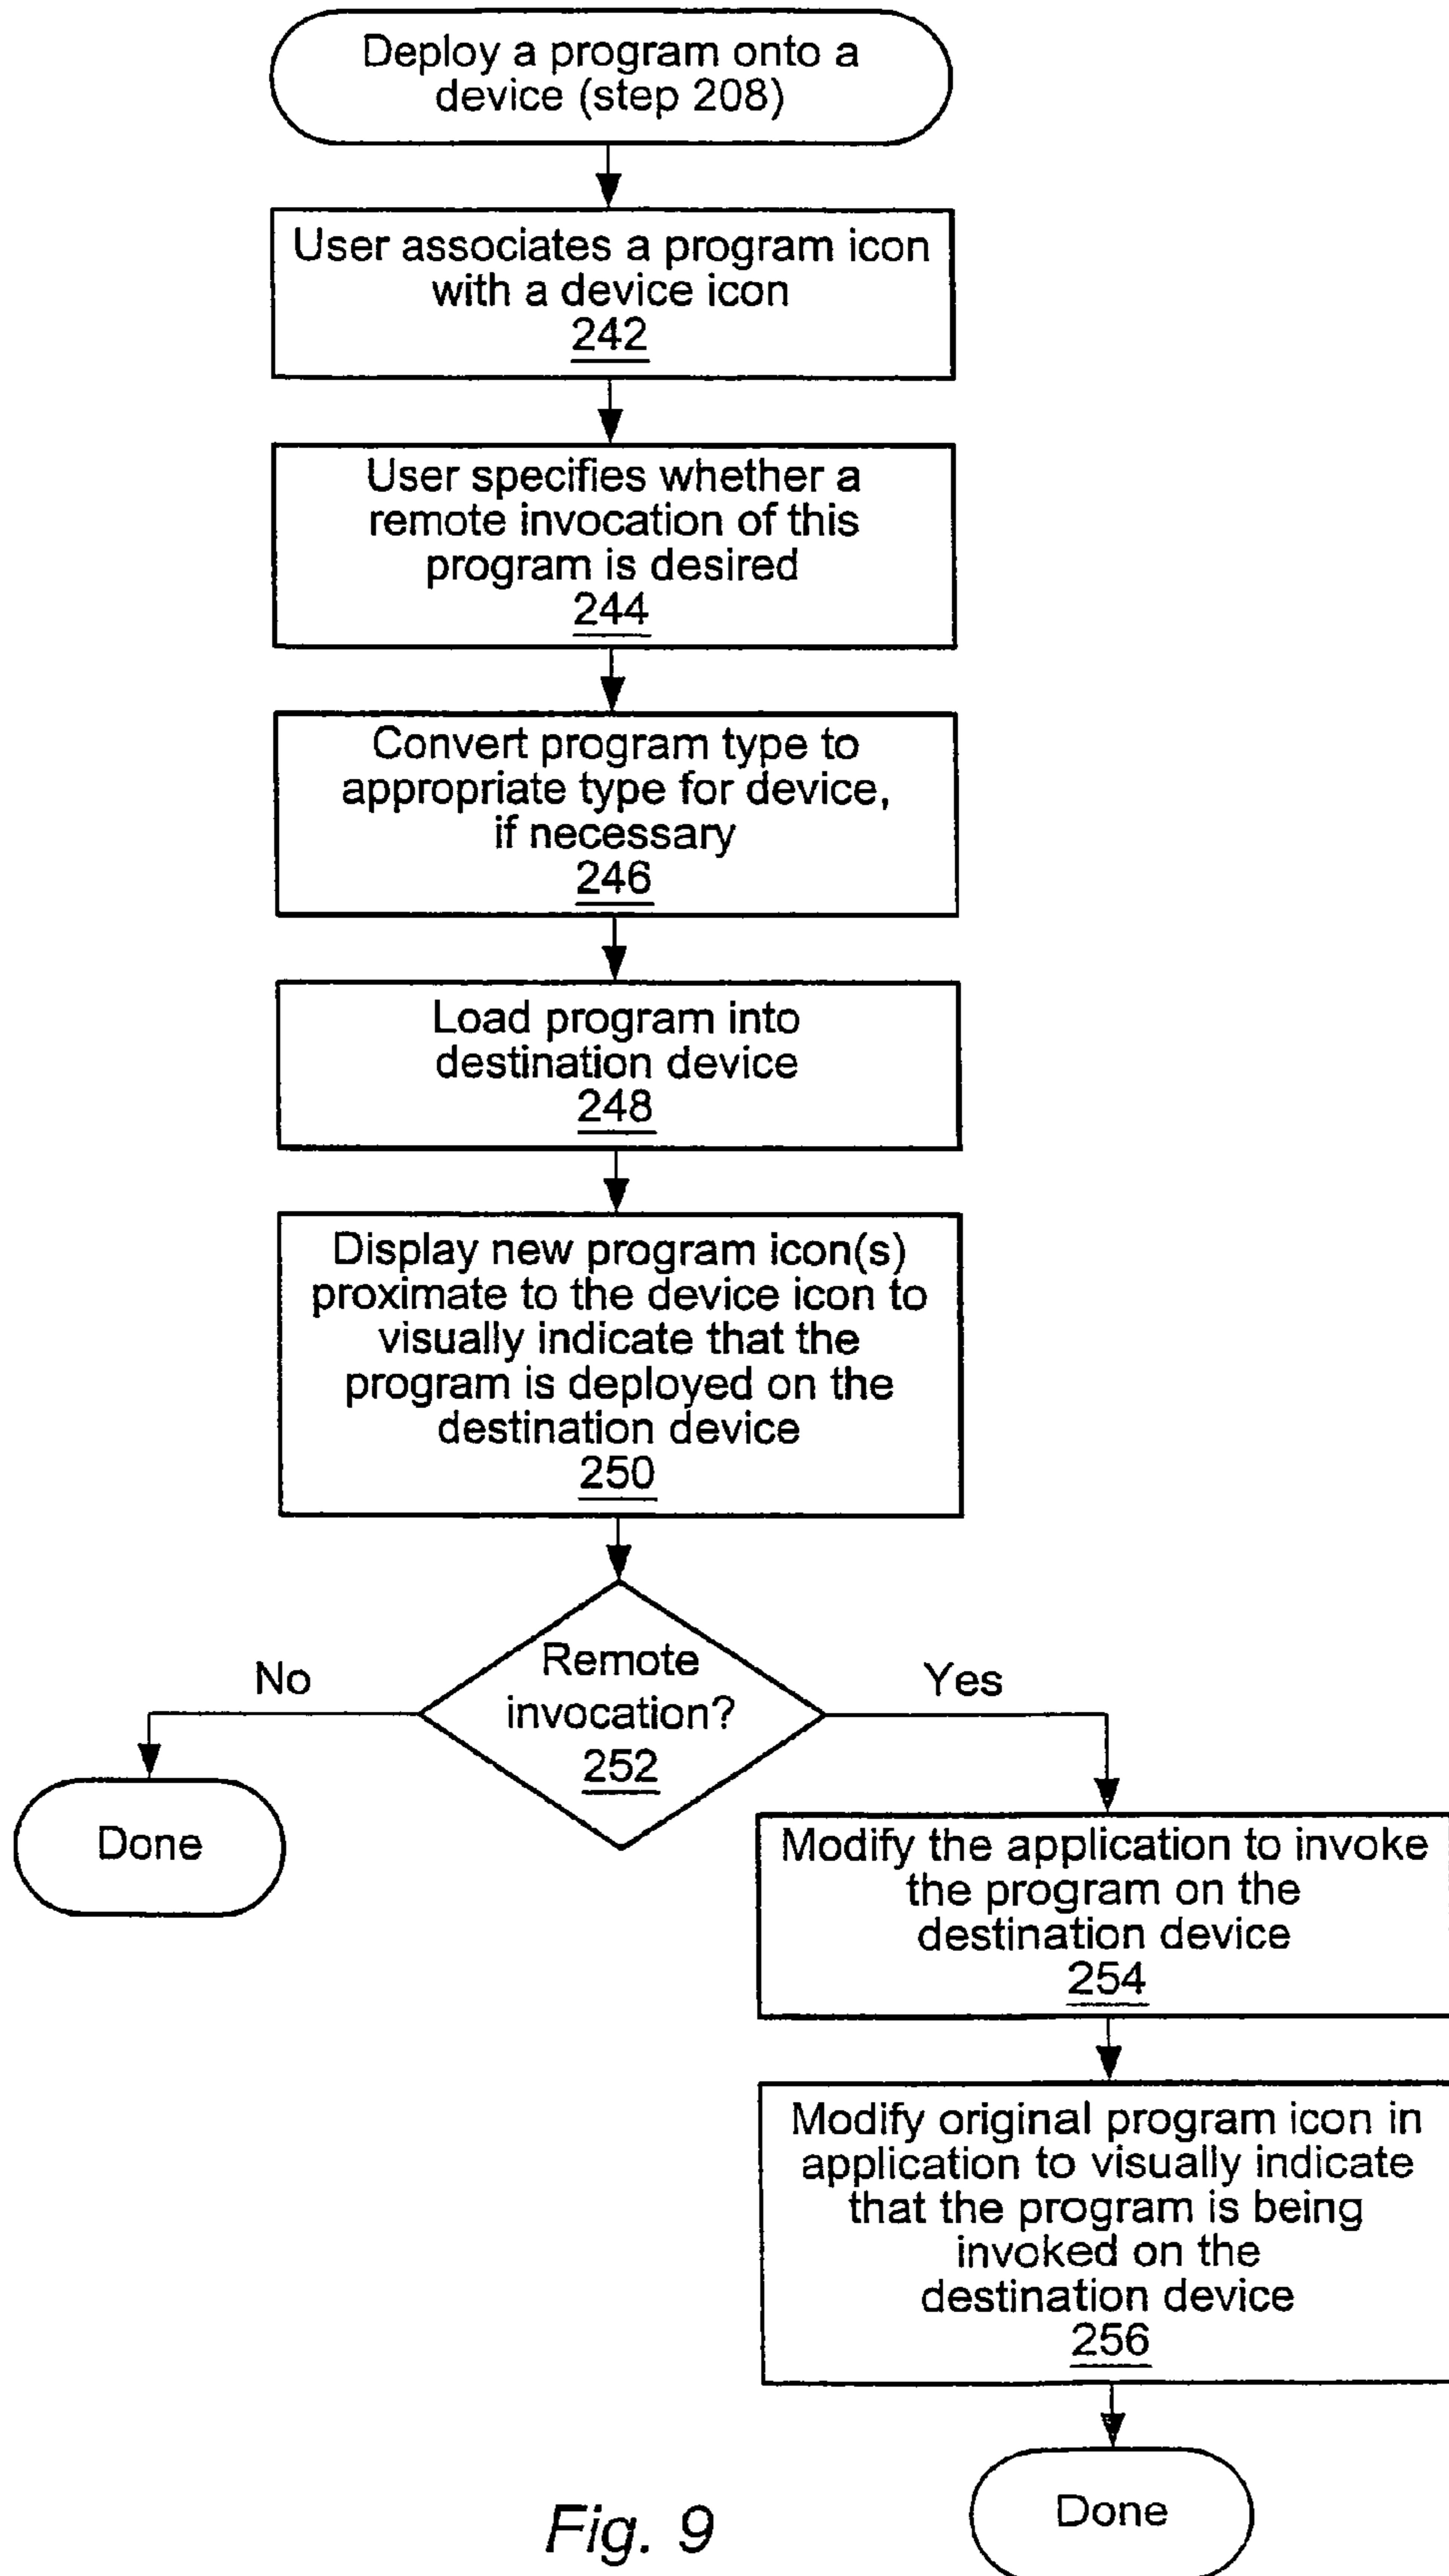 Deploy a program onto a
device (step 208)
User associates a program icon
with a device icon
242
User specifies whether a
remote invocation of this
program is desired
244
Convert program type to
appropriate type for device,
if necessary
246
Load program into
destination device
248
Display new program icon(s)
proximate to the device icon to
visually indicate that the
program is deployed on the
destination device
250
Remote
invocation?
252
No
Yes
Done
Modify the application to invoke
the program on the
destination device
254
Modify original program icon in
application to visually indicate
that the program is being
invoked on the
destination device
256
Done
Fig. 9